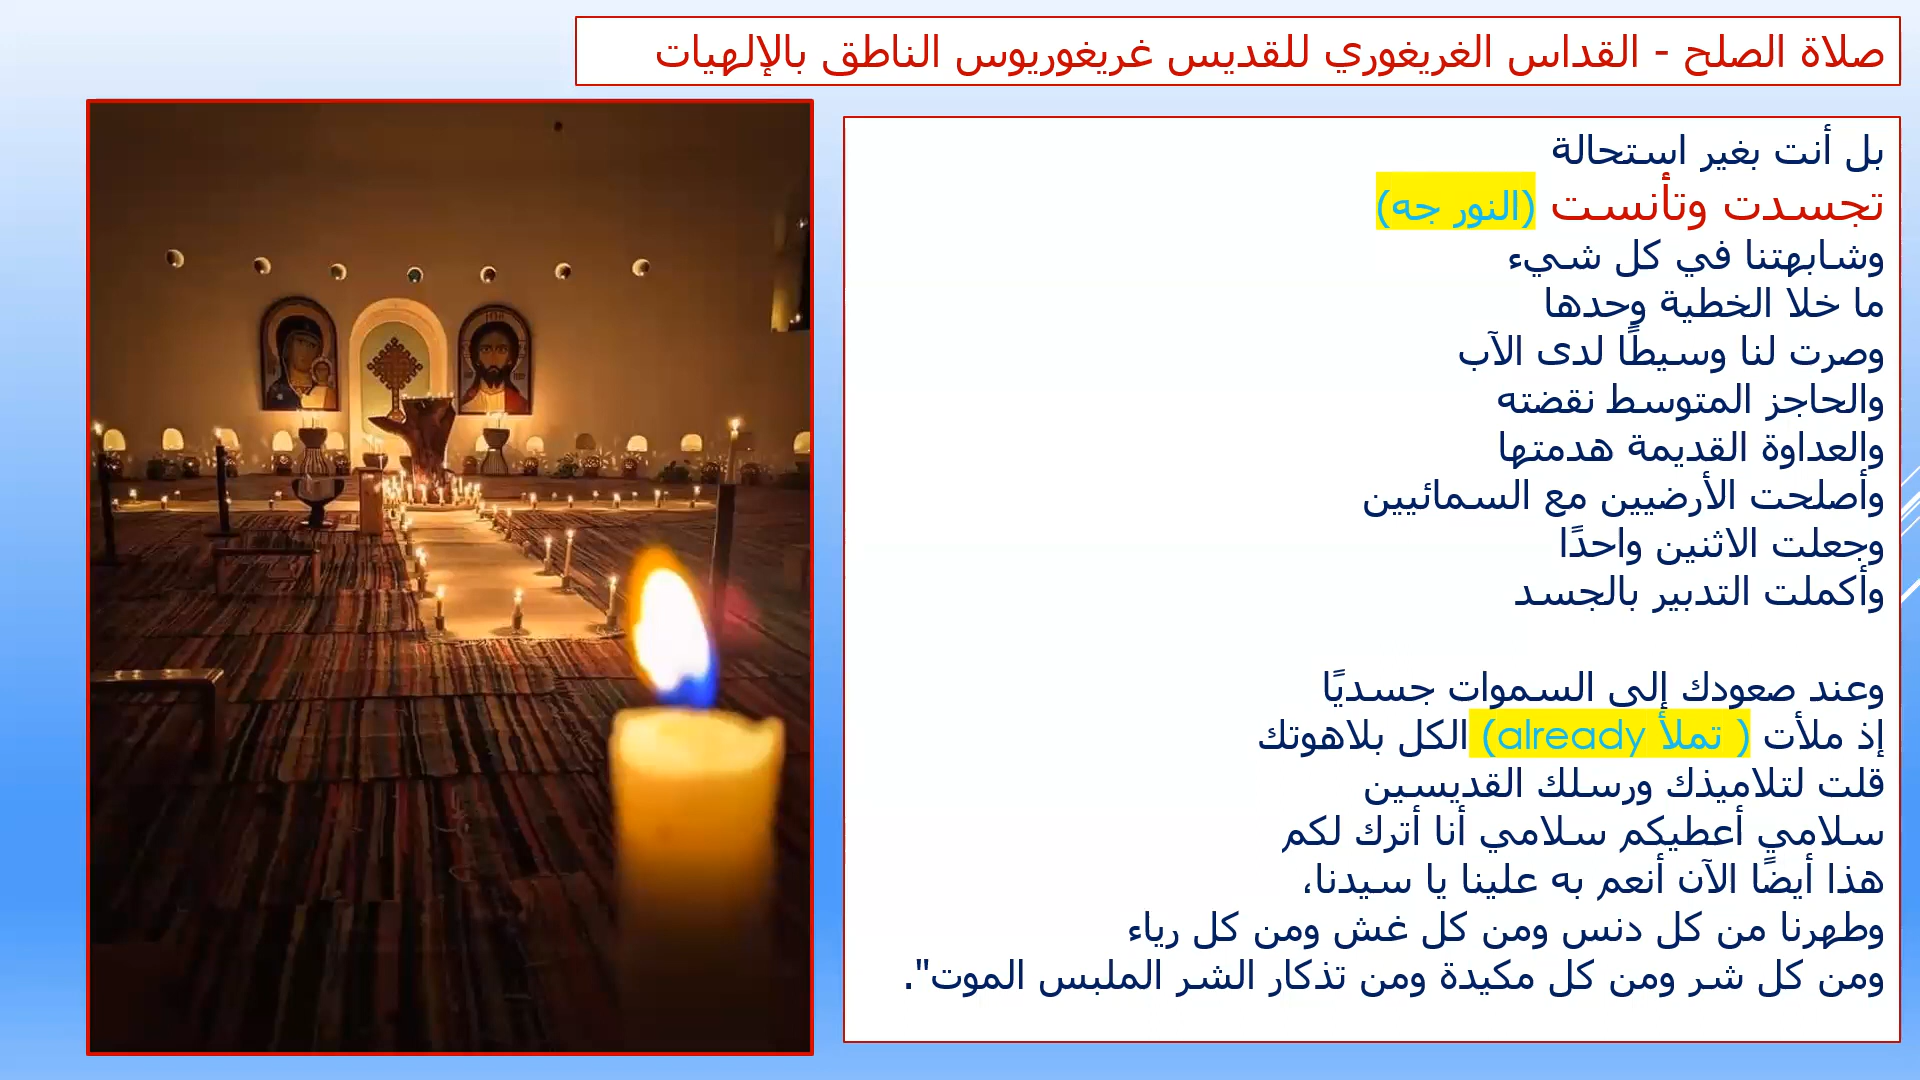 صلاة الصلح - القداس الغريغوري للقديس غريغوريوس الناطق بالإلهيات
بل أنت بغير استحالة
تجسدت وتأنست (النور جه)
وشابهتنا في كل شيء
ما خلا الخطية وحدها
وصرت لنا وسيطًا لدى الآب
والحاجز المتوسط نقضته
والعداوة القديمة هدمتها
وأصلحت الأرضيين مع السمائيين
وجعلت الاثنين واحدًا
وأكملت التدبير بالجسد
وعند صعودك إلى السموات جسديًا
إذ ملأت ( تملأ already) الكل بلاهوتك
قلت لتلاميذك ورسلك القديسين
سلامي أعطيكم سلامي أنا أترك لكم
هذا أيضًا الآن أنعم به علينا يا سيدنا،
وطهرنا من كل دنس ومن كل غش ومن كل رياء
ومن كل شر ومن كل مكيدة ومن تذكار الشر الملبس الموت".